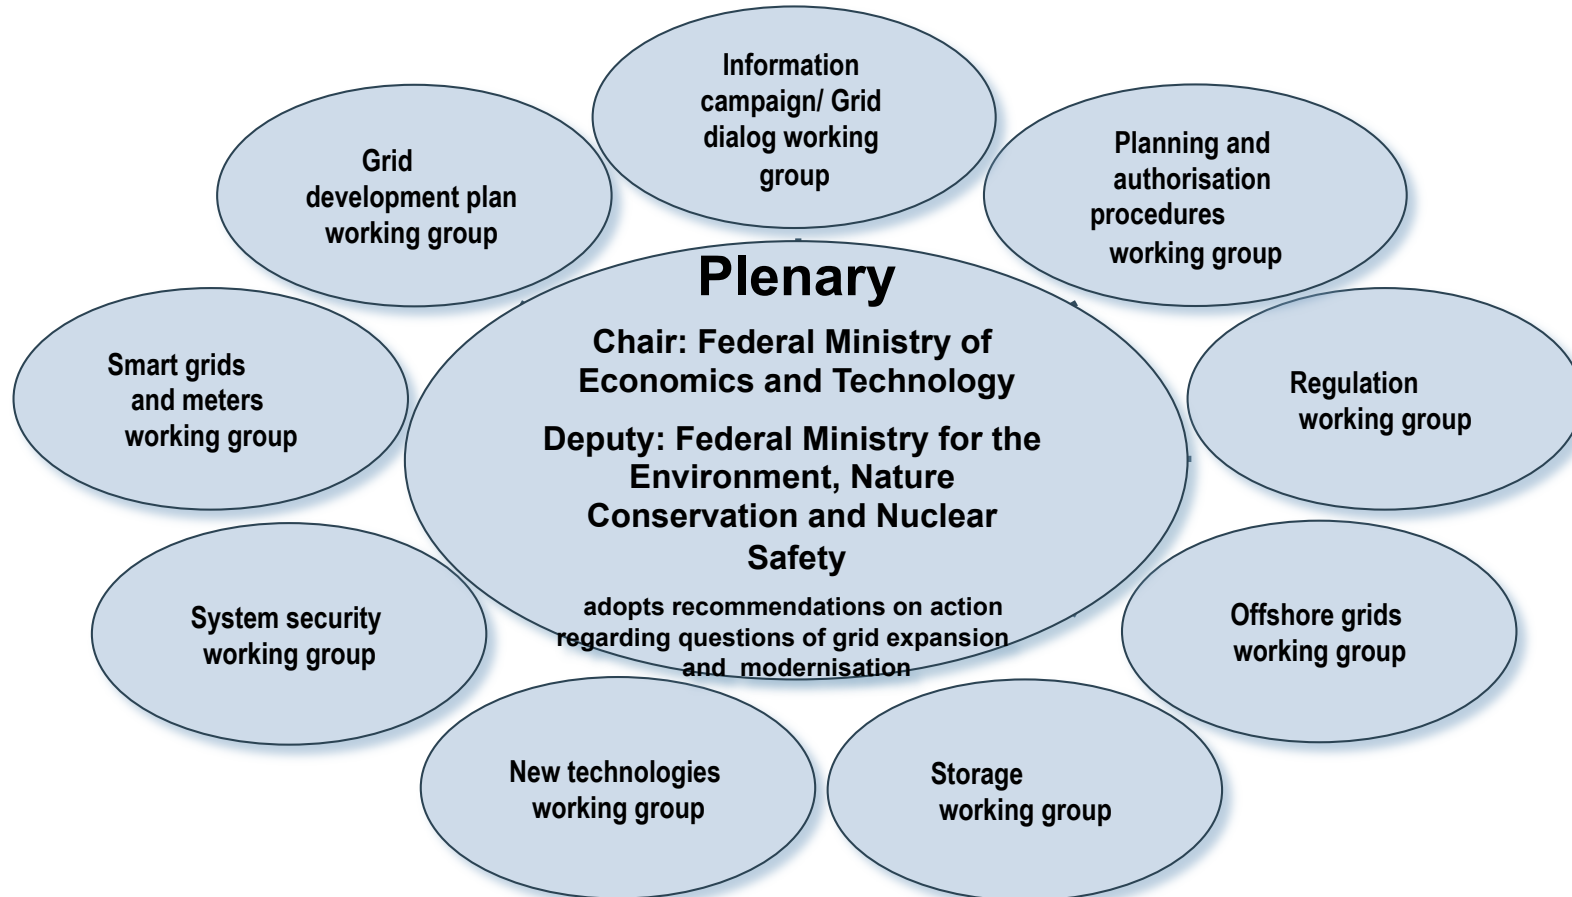 Information
campaign/ Grid
dialog working
group
Planning and
authorisation
procedures
working group
Grid
development plan
working group
Plenary
Chair: Federal Ministry of
Economics and Technology
Deputy: Federal Ministry for the
Environment, Nature
Conservation and Nuclear
Safety
adopts recommendations on action
regarding questions of grid expansion
and modernisation
Smart grids
and meters
working group
Regulation
working group
System security
working group
Offshore grids
working group
New technologies
working group
Storage
working group